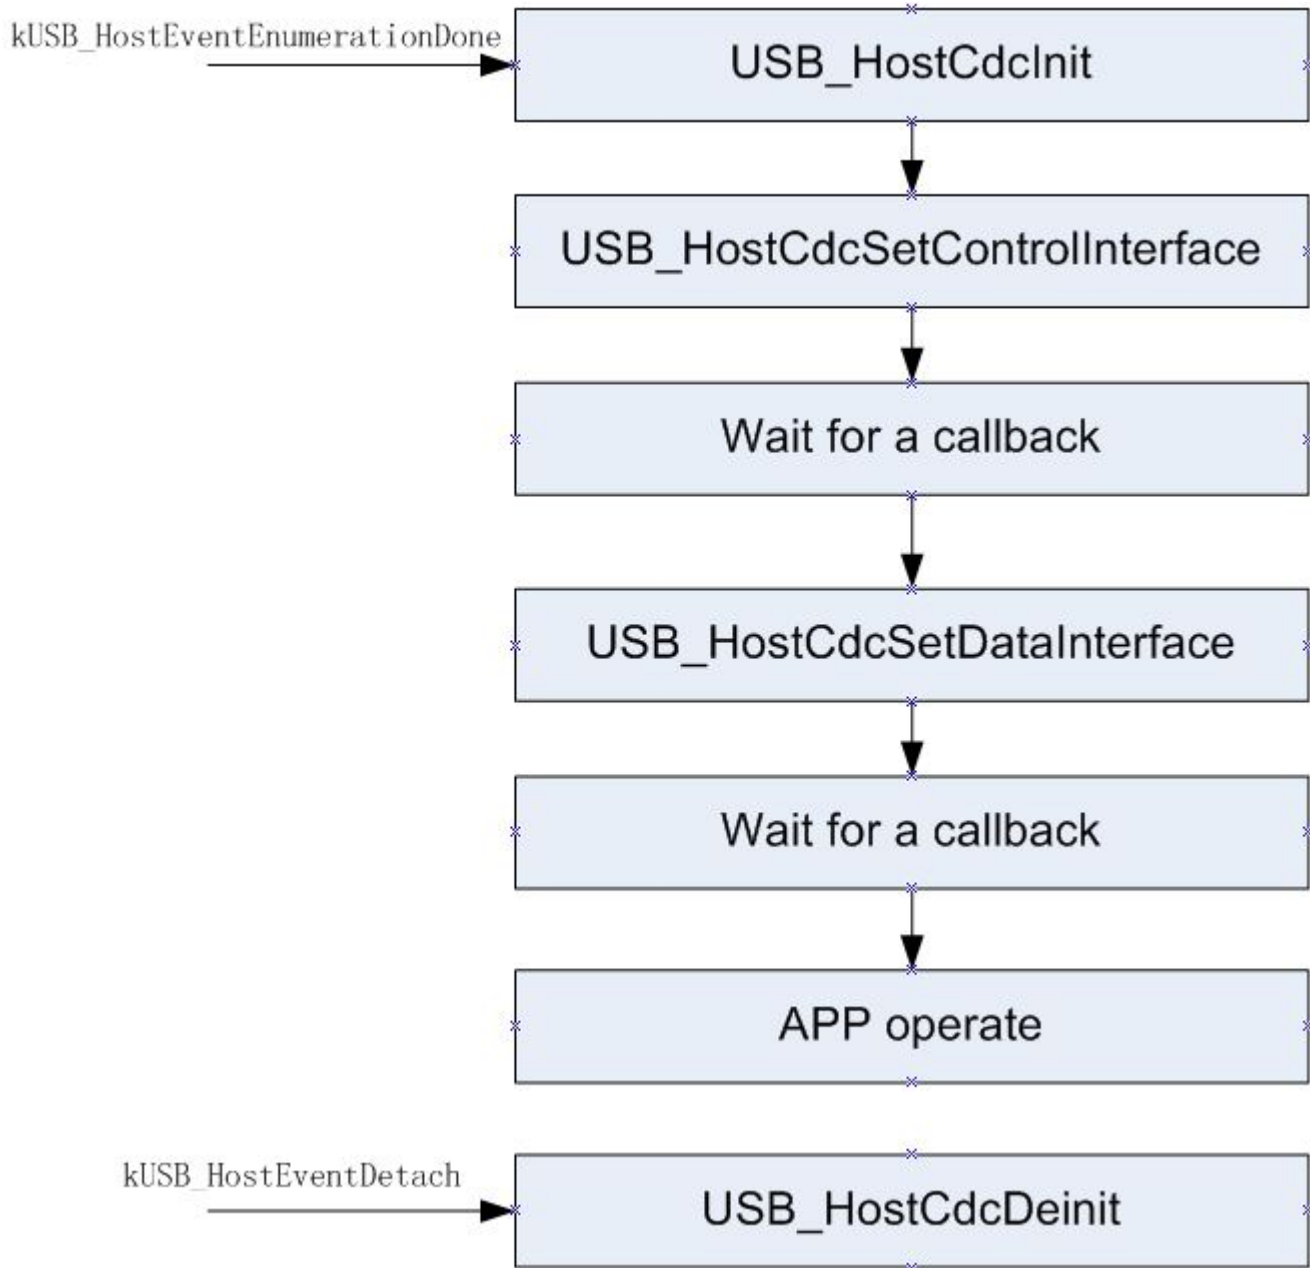 kUSB_HostEventEnumerationDone
USB_HostCdcInit
USB_HostCdcSetControlInterface
Wait for a callback
USB_HostCdcSetDataInterface
Wait for a callback
APP operate
kUSB_HostEventDetach
USB_HostCdcDeinit